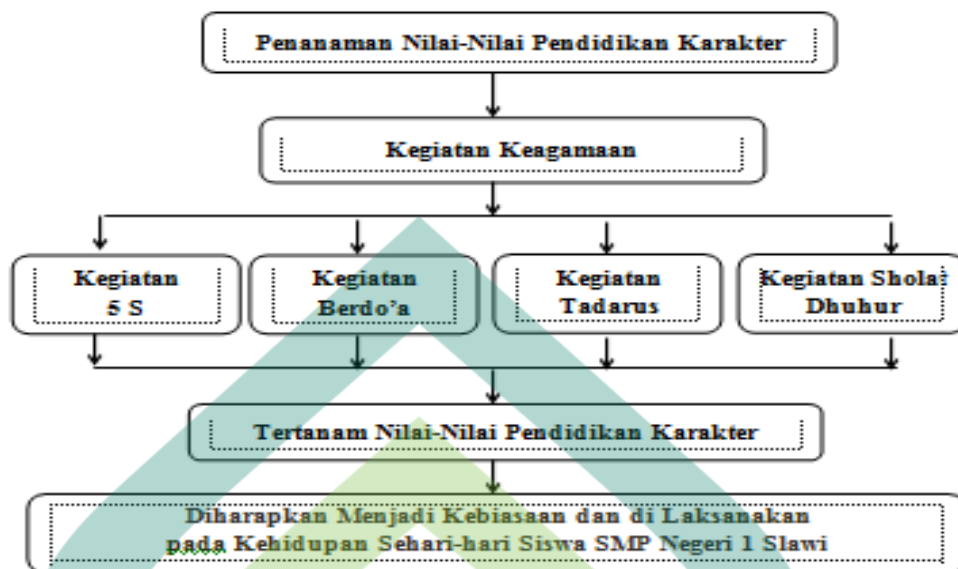 Penanaman Nilai-Nilai Pendidikan Karakter
Kegiatan Keagamaan
Kegiatan
5 S
Kegiatan
Berdo'a
Kegiatan
Tadarus
Kegiatan Sholat
Dhuhur
Tertanam Nilai-Nilai Pendidikan Karakter
Diharapkan Menjadi Kebiasaan dan di Laksanakan
pada Kehidupan Sehari-hari Siswa SMP Negeri 1 Slawi